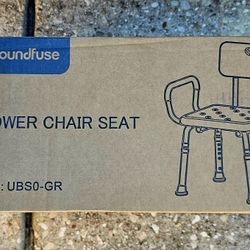 oundfuse
OWER CHAIR SEAT
: UBS0-GR